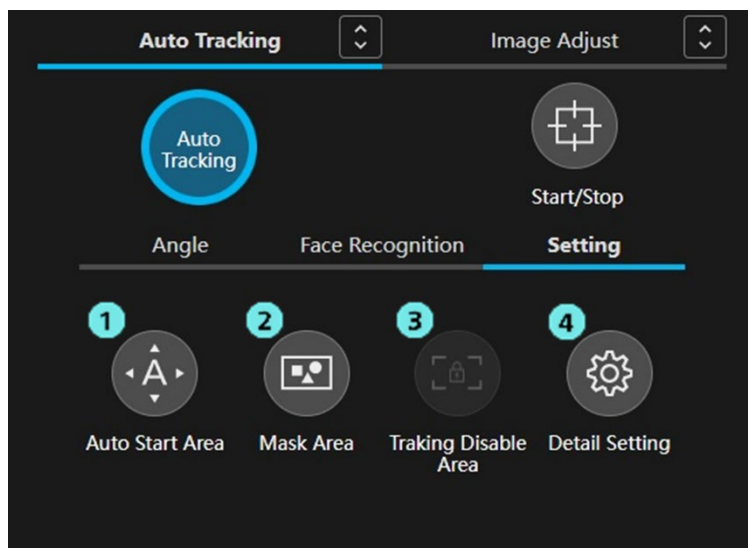 Auto Tracking
Image Adjust
Auto
Tracking
Start/Stop
Angle
Face Recognition
Setting
1
2
3
4
A
Auto Start Area
Mask Area
Traking Disable
Area
Detail Setting